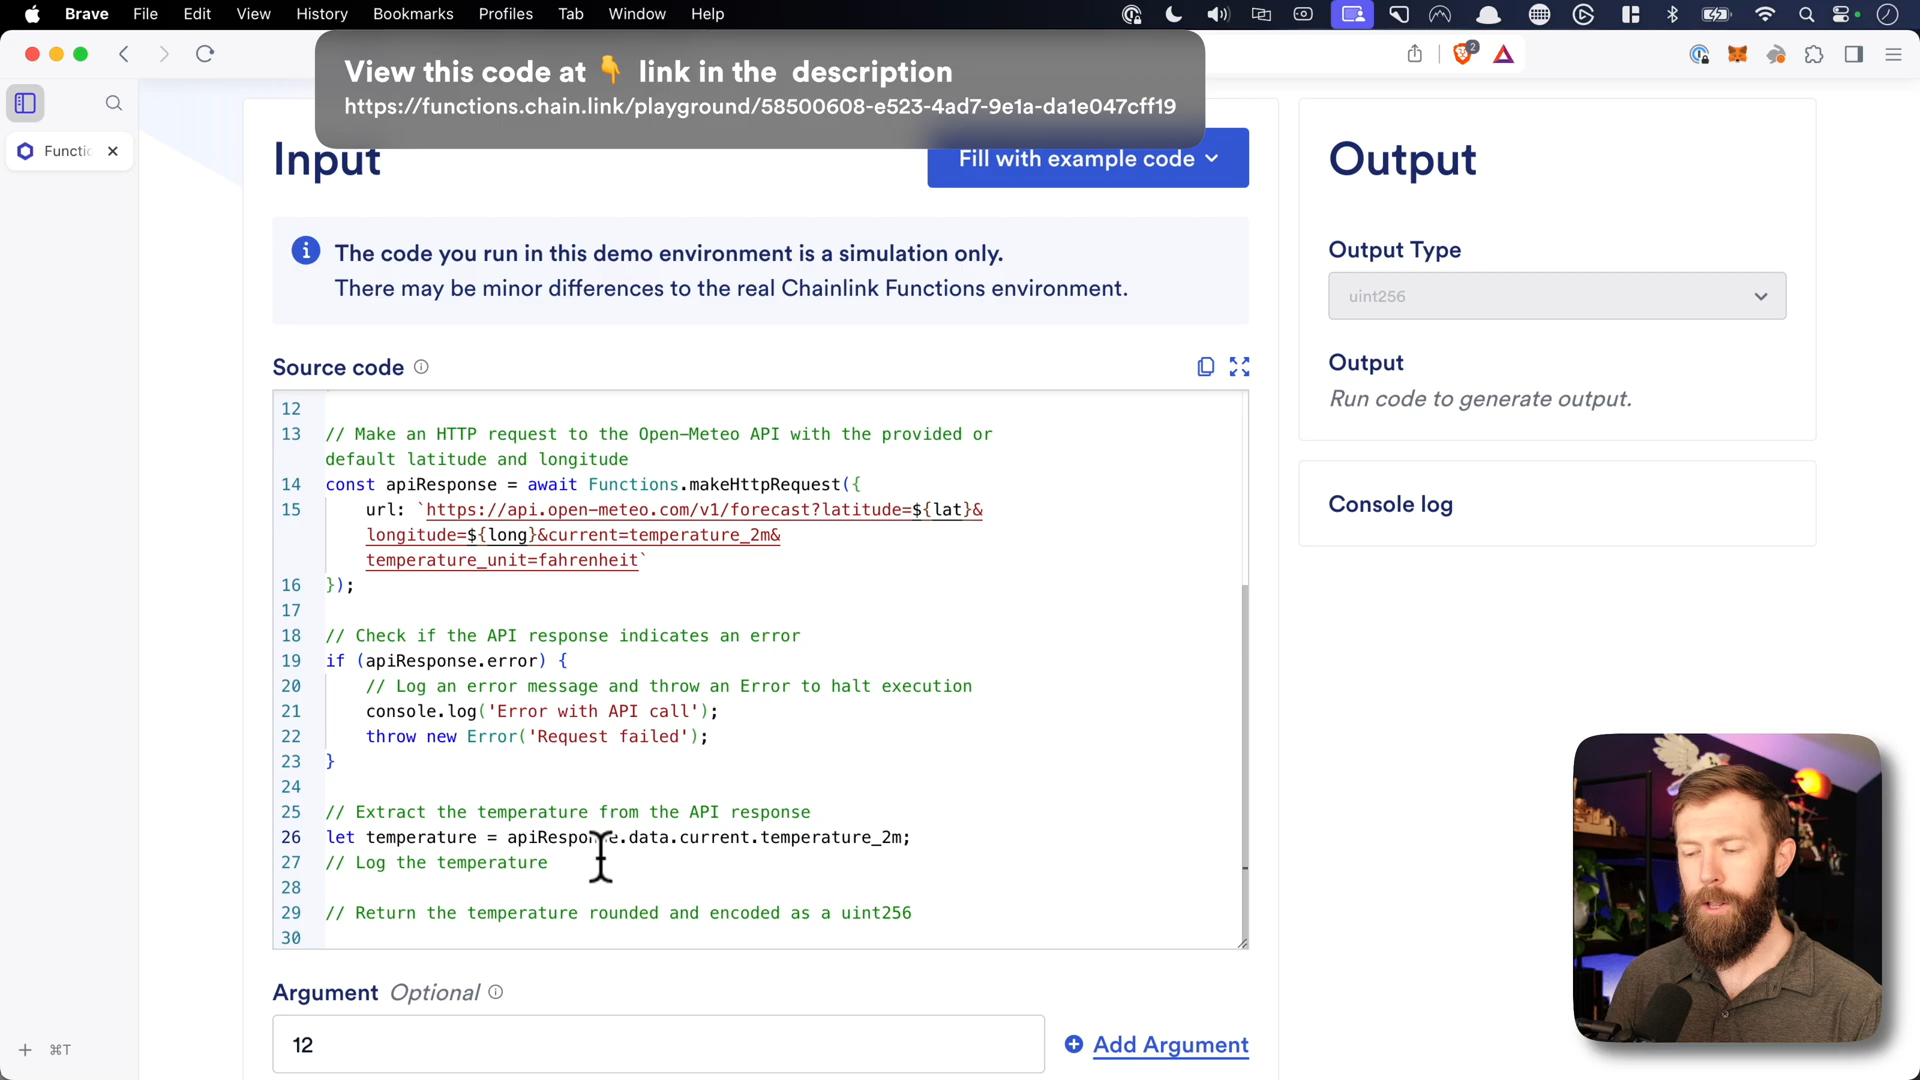 Brave File Edit View History Bookmarks Profiles Tab Window Help
View this code at 👇 link in the description
https://functions.chain.link/playground/58500608-e523-4ad7-9e1a-da1e047cff19
2
Functi
Input
Fill with example code
The code you run in this demo environment is a simulation only.
There may be minor differences to the real Chainlink Functions environment.
Source code
12
13 // Make an HTTP request to the Open-Meteo API with the provided or
default latitude and longitude
14 const apiResponse = await Functions.makeHttpRequest({
15 url: `https://api.open-meteo.com/v1/forecast?latitude=${lat}&
longitude=${long}&current=temperature_2m&
temperature_unit=fahrenheit`
16 });
17
18 // Check if the API response indicates an error
19 if (apiResponse.error) {
20 // Log an error message and throw an Error to halt execution
21 console.log('Error with API call');
22 throw new Error('Request failed');
23 }
24
25 // Extract the temperature from the API response
26 let temperature = apiResponse.data.current.temperature_2m;
27 // Log the temperature
28
29 // Return the temperature rounded and encoded as a uint256
30
Argument Optional
12
Add Argument
+ ⌘T
Output
Output Type
uint256
Output
Run code to generate output.
Console log